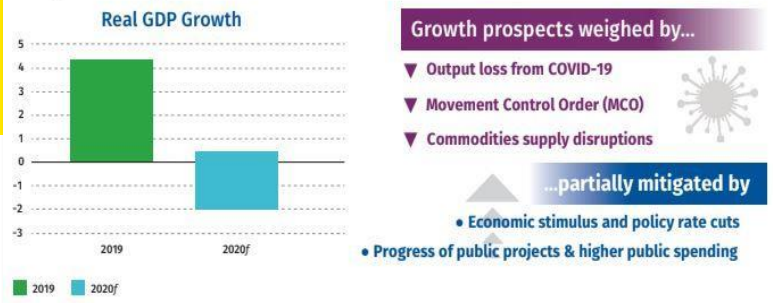 Real GDP Growth
5
4
3
2
1
0
-1
-2
-3
2019
2020f
2019
2020f
Growth prospects weighed by...
▼ Output loss from COVID-19
▼ Movement Control Order (MCO)
▼ Commodities supply disruptions
...partially mitigated by
• Economic stimulus and policy rate cuts
• Progress of public projects & higher public spending